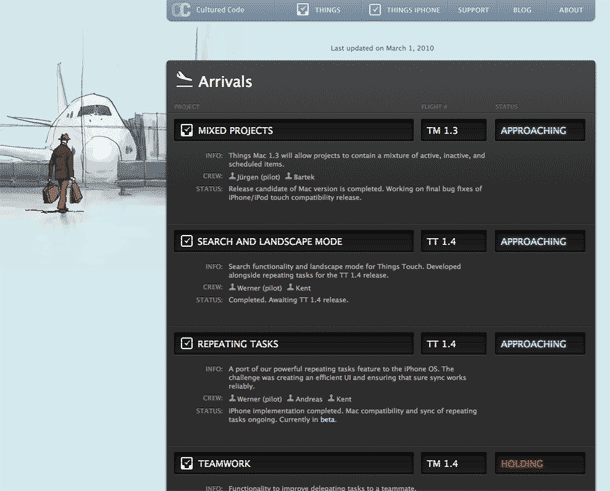 Cultured Code THINGS THINGS IPHONE SUPPORT BLOG ABOUT
Last updated on March 1, 2010
Arrivals
PROJECT FLIGHT # STATUS
MIXED PROJECTS TM 1.3 APPROACHING
INFO: Things Mac 1.3 will allow projects to contain a mixture of active, inactive, and
scheduled items.
CREW: Jürgen (pilot) Bartek
STATUS: Release candidate of Mac version is completed. Working on final bug fixes of
iPhone/iPod touch compatibility release.
SEARCH AND LANDSCAPE MODE TT 1.4 APPROACHING
INFO: Search functionality and landscape mode for Things Touch. Developed
alongside repeating tasks for the TT 1.4 release.
CREW: Werner (pilot) Kent
STATUS: Completed. Awaiting TT 1.4 release.
REPEATING TASKS TT 1.4 APPROACHING
INFO: A port of our powerful repeating tasks feature to the iPhone OS. The
challenge was creating an efficient UI and ensuring that sure sync works
reliably.
CREW: Werner (pilot) Andreas Kent
STATUS: iPhone implementation completed. Mac compatibility and sync of repeating
tasks ongoing. Currently in beta.
TEAMWORK TM 1.4 HOLDING
INFO: Functionality to improve delegating tasks to a teammate.